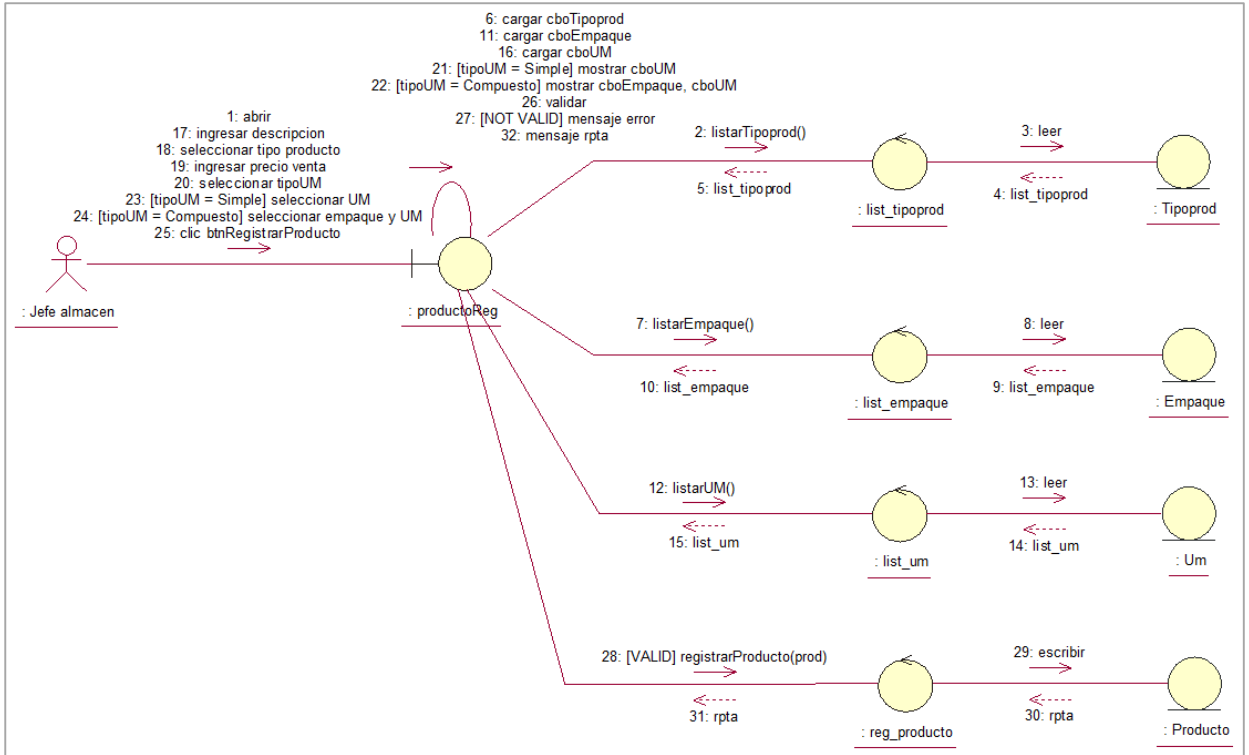 6: cargar cboTipoprod
11: cargar cboEmpaque
16: cargar cboUM
21: [tipoUM = Simple] mostrar cboUM
22: [tipoUM = Compuesto] mostrar cboEmpaque, cboUM
26: validar
27: [NOT VALID] mensaje error
32: mensaje rpta
1: abrir
17: ingresar descripcion
18: seleccionar tipo producto
19: ingresar precio venta
20: seleccionar tipoUM
23: [tipoUM = Simple] seleccionar UM
24: [tipoUM = Compuesto] seleccionar empaque y UM
25: clic btnRegistrarProducto
: Jefe almacen
: productoReg
2: listarTipoprod()
5: list_tipoprod
: list_tipoprod
3: leer
4: list_tipoprod
: Tipoprod
7: listarEmpaque()
10: list_empaque
: list_empaque
8: leer
9: list_empaque
: Empaque
12: listarUM()
15: list_um
: list_um
13: leer
14: list_um
: Um
28: [VALID] registrarProducto(prod)
31: rpta
: reg_producto
29: escribir
30: rpta
: Producto